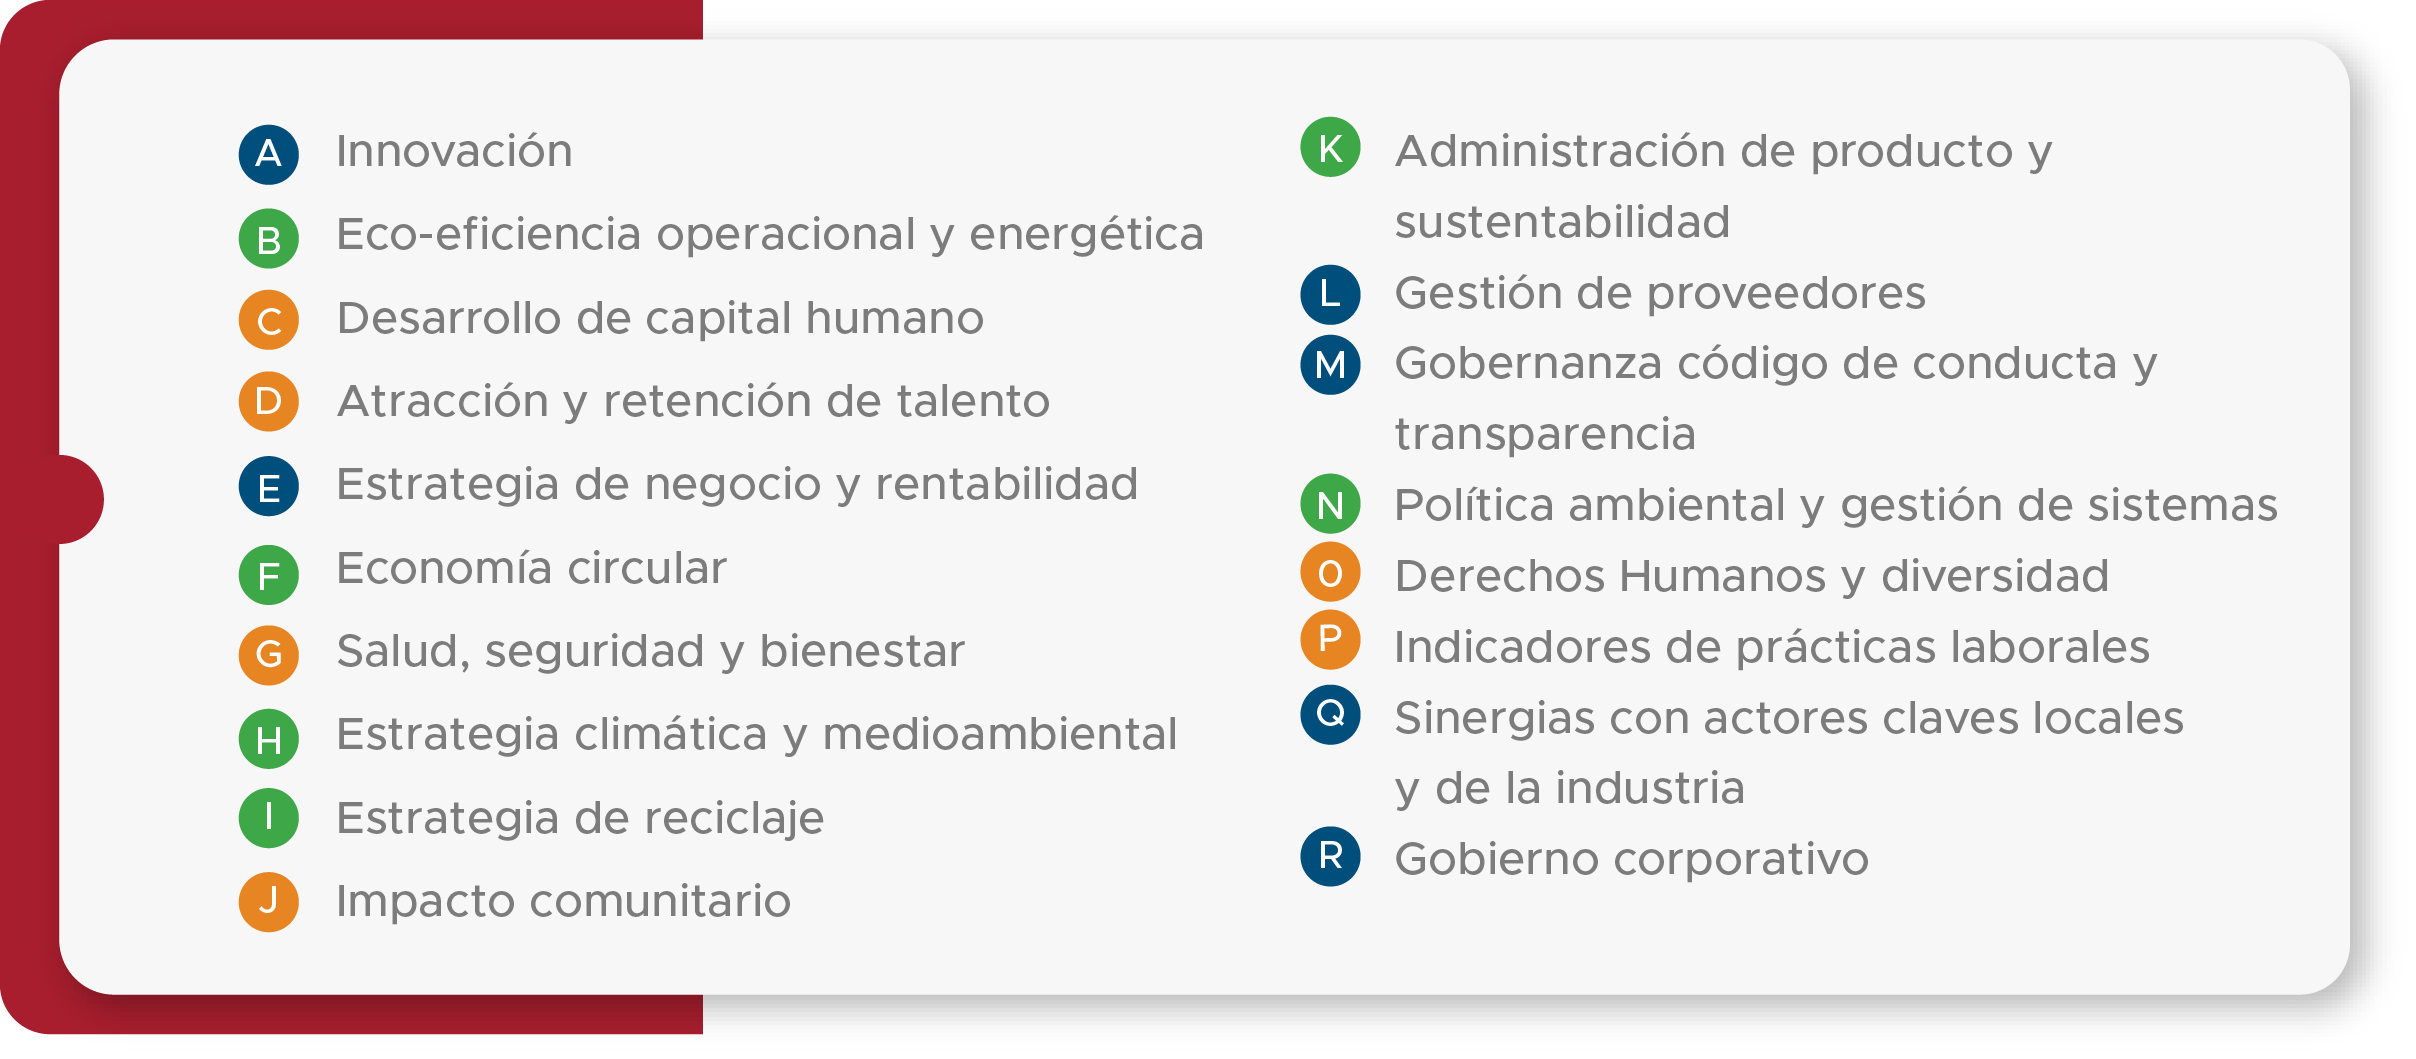 A Innovación
B Eco-eficiencia operacional y energética
C Desarrollo de capital humano
D Atracción y retención de talento
E Estrategia de negocio y rentabilidad
F Economía circular
G Salud, seguridad y bienestar
H Estrategia climática y medioambiental
I Estrategia de reciclaje
J Impacto comunitario
K Administración de producto y
sustentabilidad
L Gestión de proveedores
M Gobernanza código de conducta y
transparencia
N Política ambiental y gestión de sistemas
O Derechos Humanos y diversidad
P Indicadores de prácticas laborales
Q Sinergias con actores claves locales
y de la industria
R Gobierno corporativo